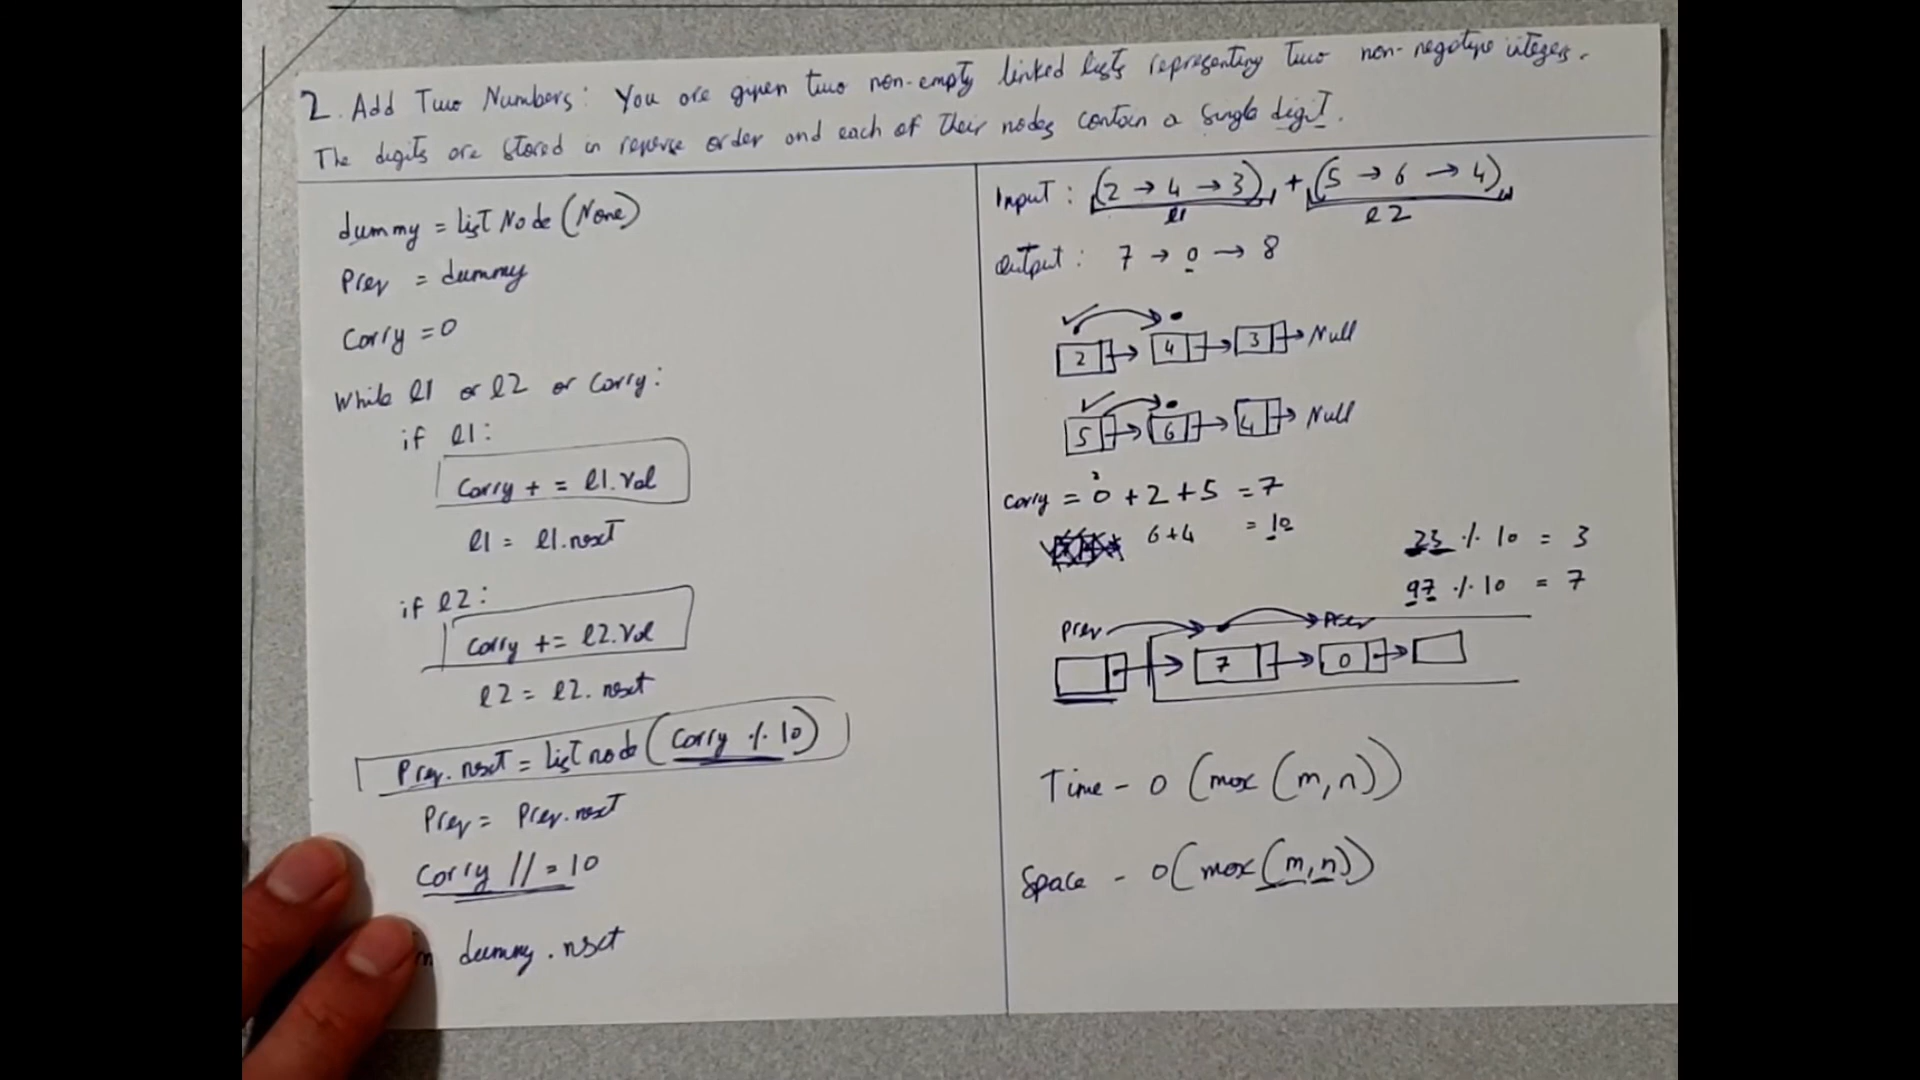 2. Add Two Numbers: You are given two non-empty linked lists representing two non-negative integers.
The digits are stored in reverse order and each of their nodes contain a single digit.
dummy = list Node (None)
Prev = dummy
Carry = 0
While l1 or l2 or Carry:
if l1:
Carry + = l1.val
l1 = l1.next
if l2:
Carry += l2.val
l2 = l2. next
Prev. next = list node (Carry % 10)
Prev = Prev.next
Carry // = 10
n dummy . next
Input : (2 → 4 → 3) + (5 → 6 → 4)
l1 l2
Output : 7 → 0 → 8
2 → 4 → 3 → Null
5 → 6 → 4 → Null
Carry = 0 + 2 + 5 = 7
6+4 = 10
23 % 10 = 3
97 % 10 = 7
Prev Prev
7 → 0 →
Time - O (max (m, n))
Space - O(max (m, n))